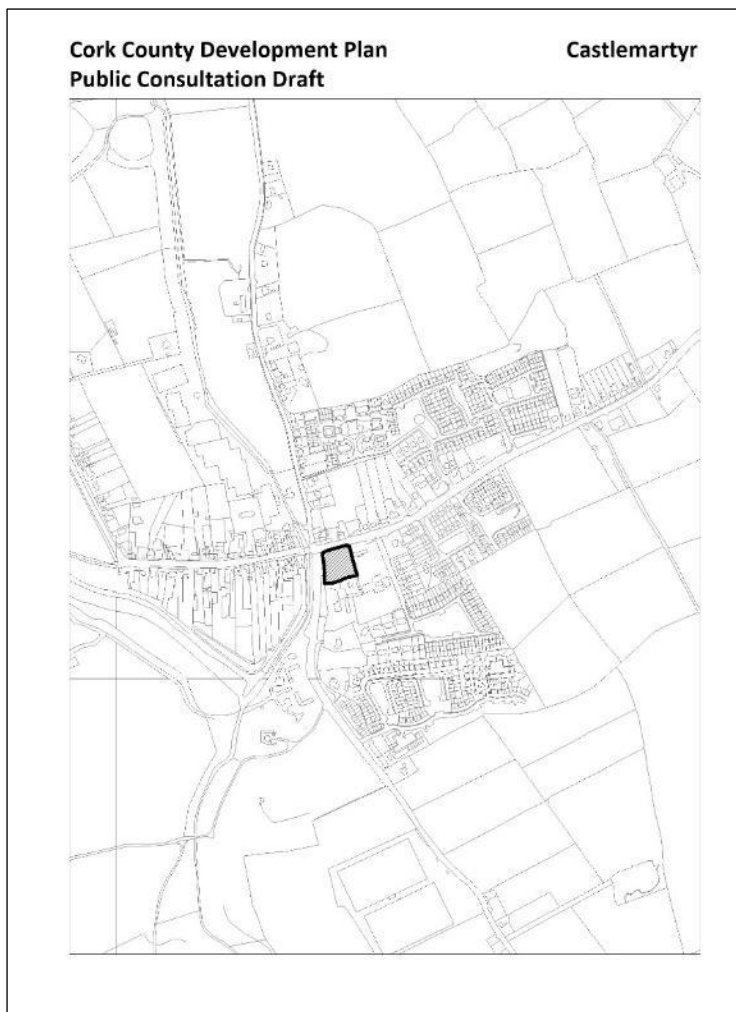 Cork County Development Plan
Castlemartyr
Public Consultation Draft